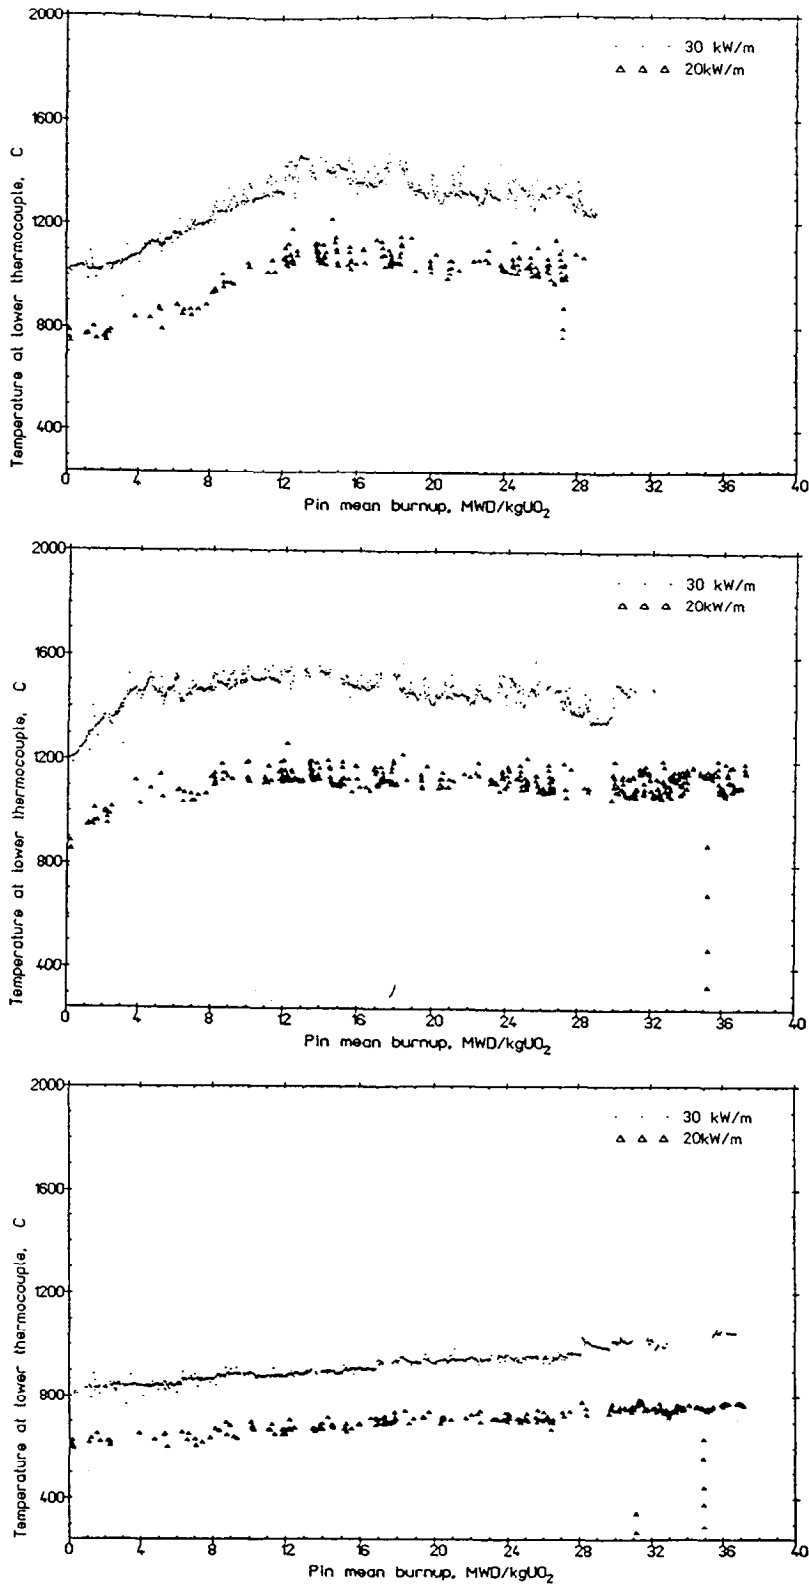 2000
30 kW/m
20kW/m
1600
1200
800
400
Temperature at lower thermocouple, C
0 4 8 12 16 20 24 28 32 36 40
Pin mean burnup, MWD/kgUO₂
2000
30 kW/m
20kW/m
1600
1200
800
400
Temperature at lower thermocouple, C
0 4 8 12 16 20 24 28 32 36 40
Pin mean burnup, MWD/kgUO₂
2000
30 kW/m
20kW/m
1600
1200
800
400
Temperature at lower thermocouple, C
0 4 8 12 16 20 24 28 32 36 40
Pin mean burnup, MWD/kgUO₂